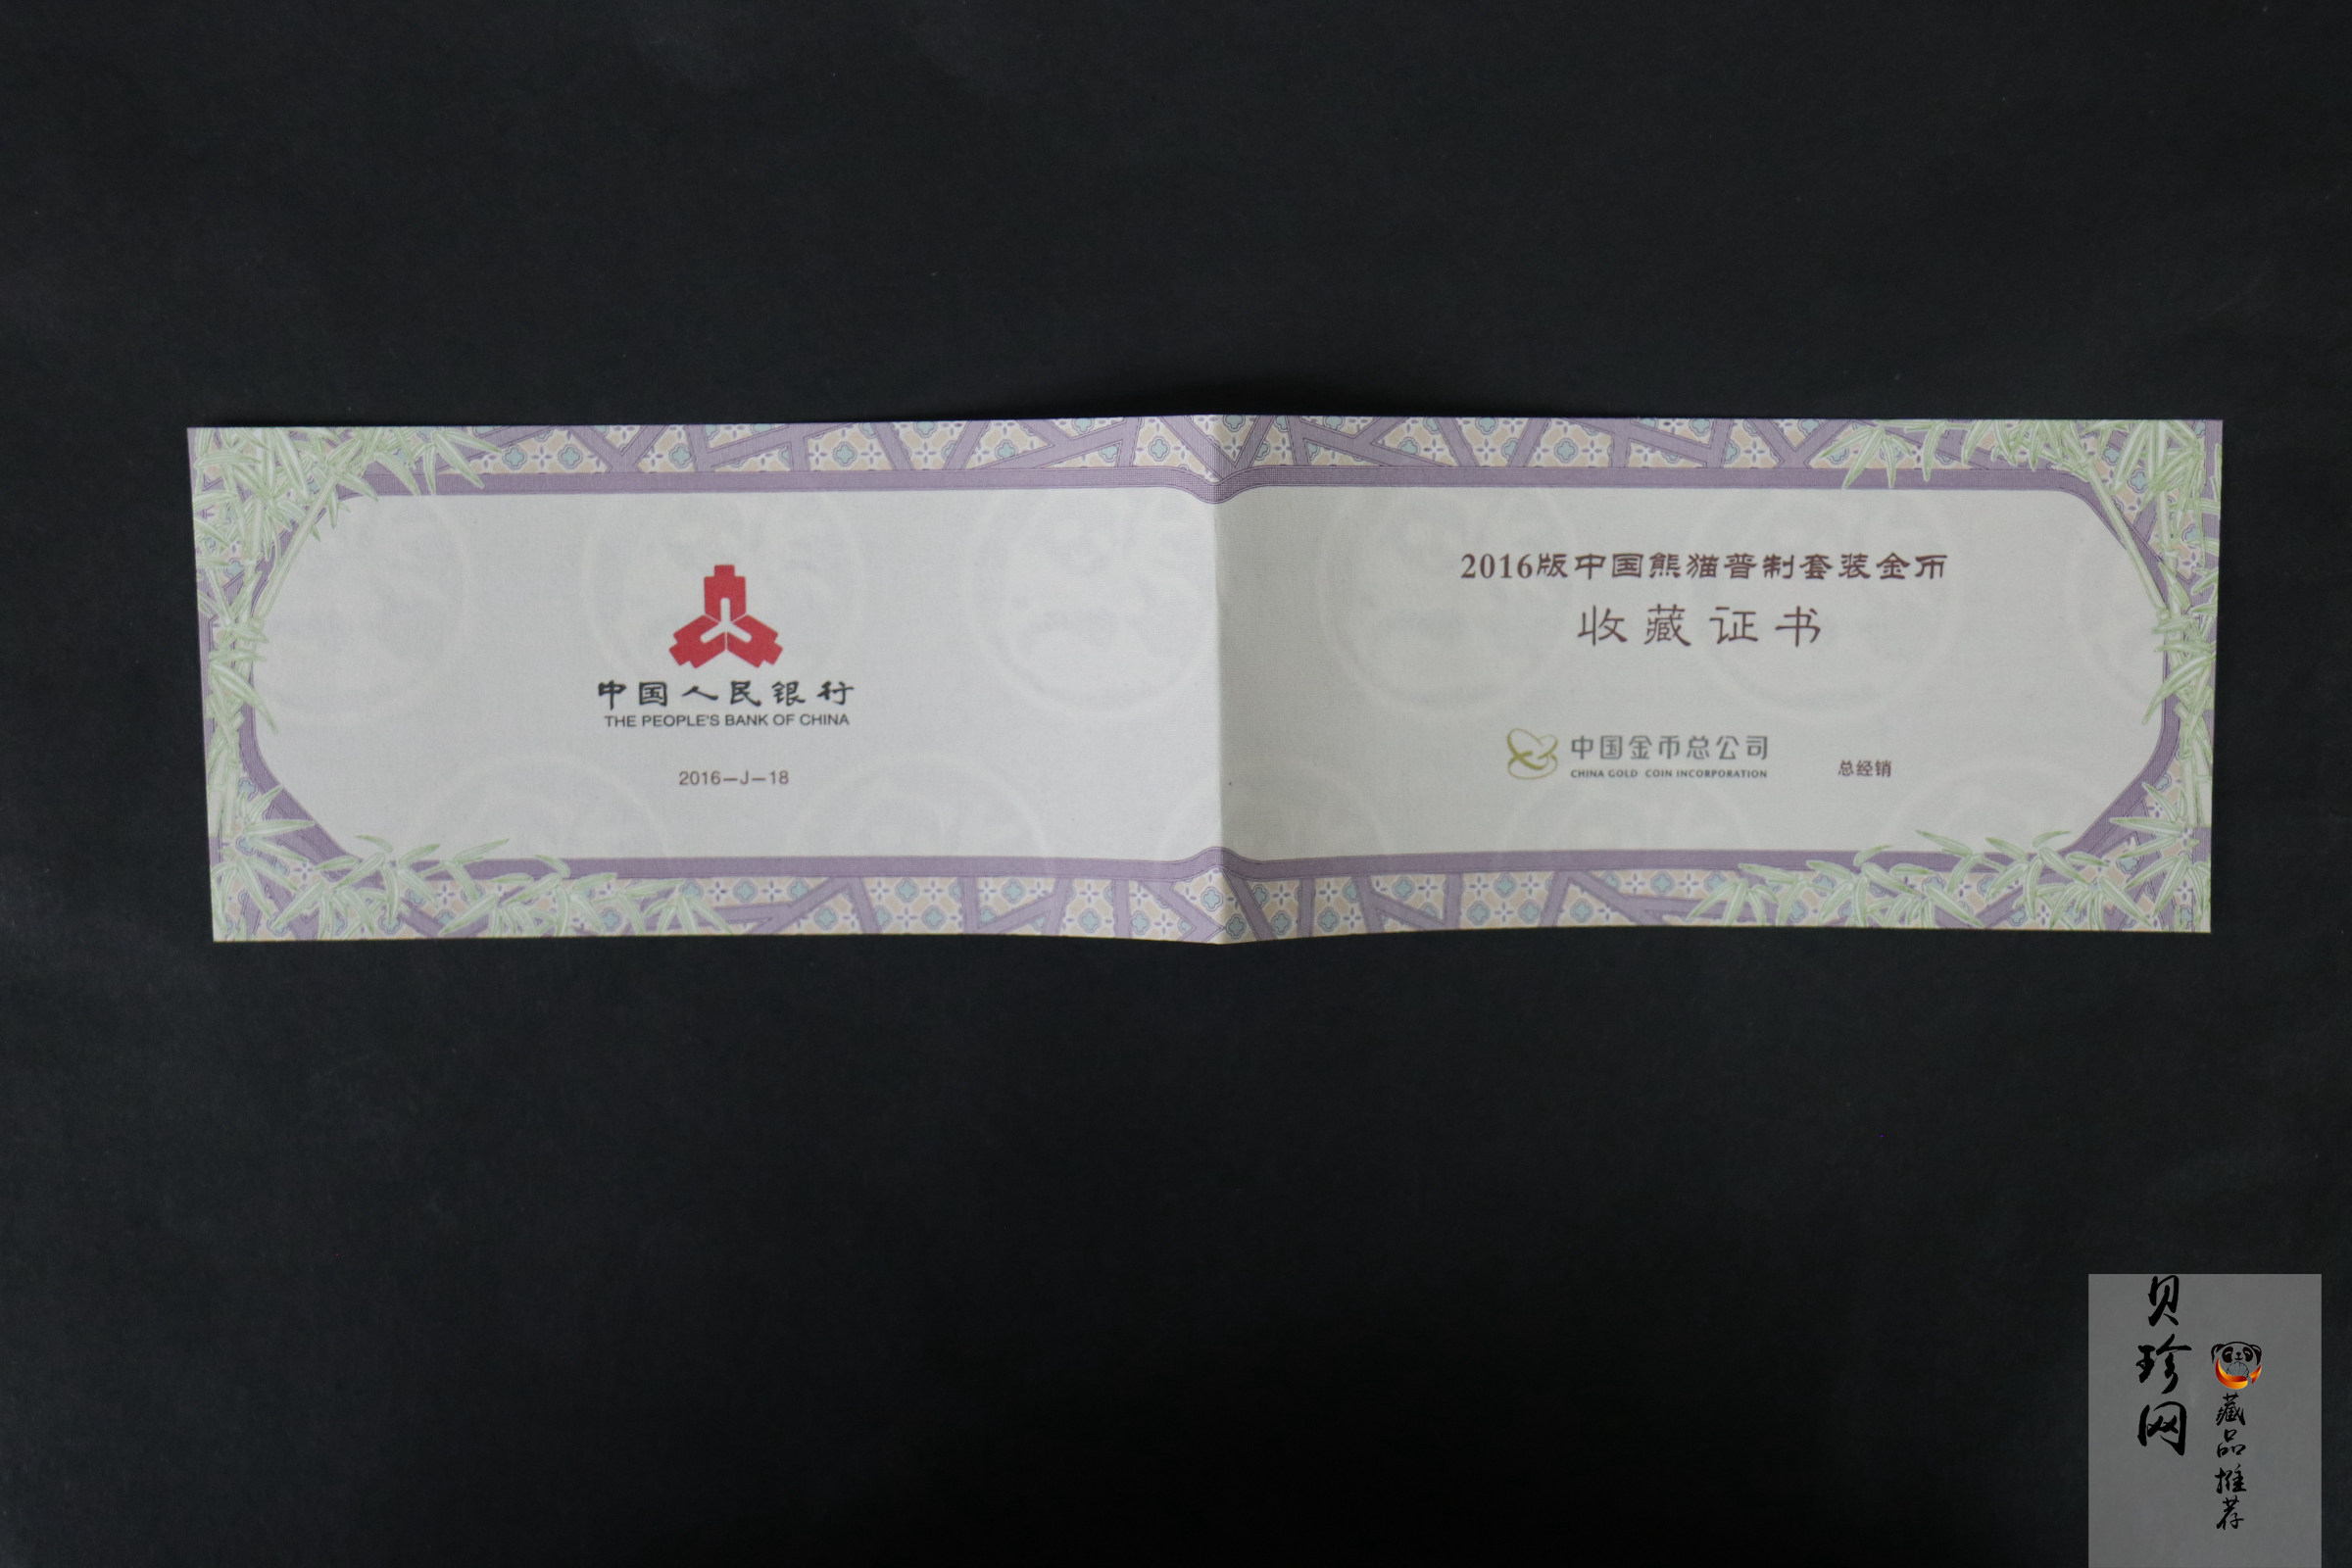 中国人民银行
THE PEOPLE'S BANK OF CHINA
2016—J—18
2016版中国熊猫普制套装金币
收藏证书
中国金币总公司
CHINA GOLD COIN INCORPORATION
总经销
贝珍网
藏品推荐